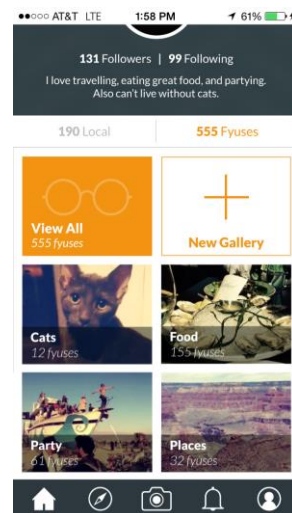 AT&T LTE 1:58 PM 61%
131 Followers | 99 Following
I love travelling, eating great food, and partying.
Also can't live without cats.
190 Local 555 Fyuses
View All
555 fyuses
New Gallery
Cats
12 fyuses
Food
155 fyuses
Party
61 fyuses
Places
32 fyuses